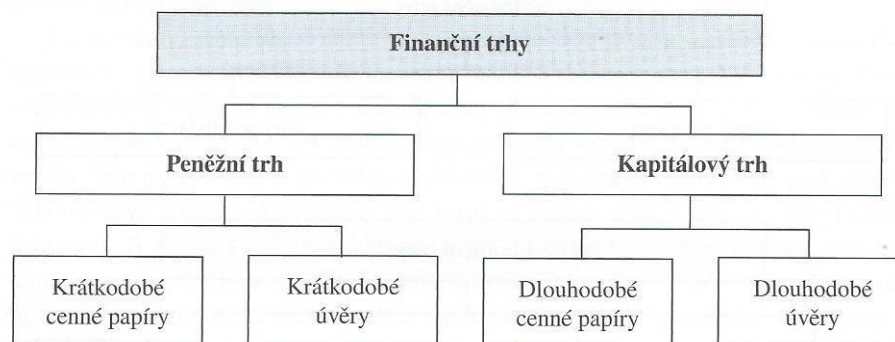 Finanční trhy
Peněžní trh
Kapitálový trh
Krátkodobé
cenné papíry
Krátkodobé
úvěry
Dlouhodobé
cenné papíry
Dlouhodobé
úvěry